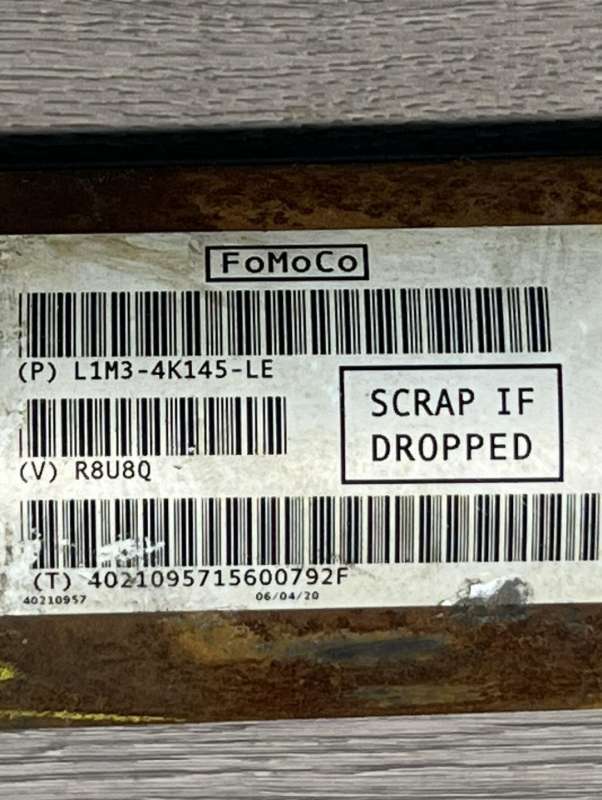 FoMoCo
(P) L1M3-4K145-LE
SCRAP IF
DROPPED
(V) R8U8Q
(T) 4021095715600792F
40210957 06/04/20